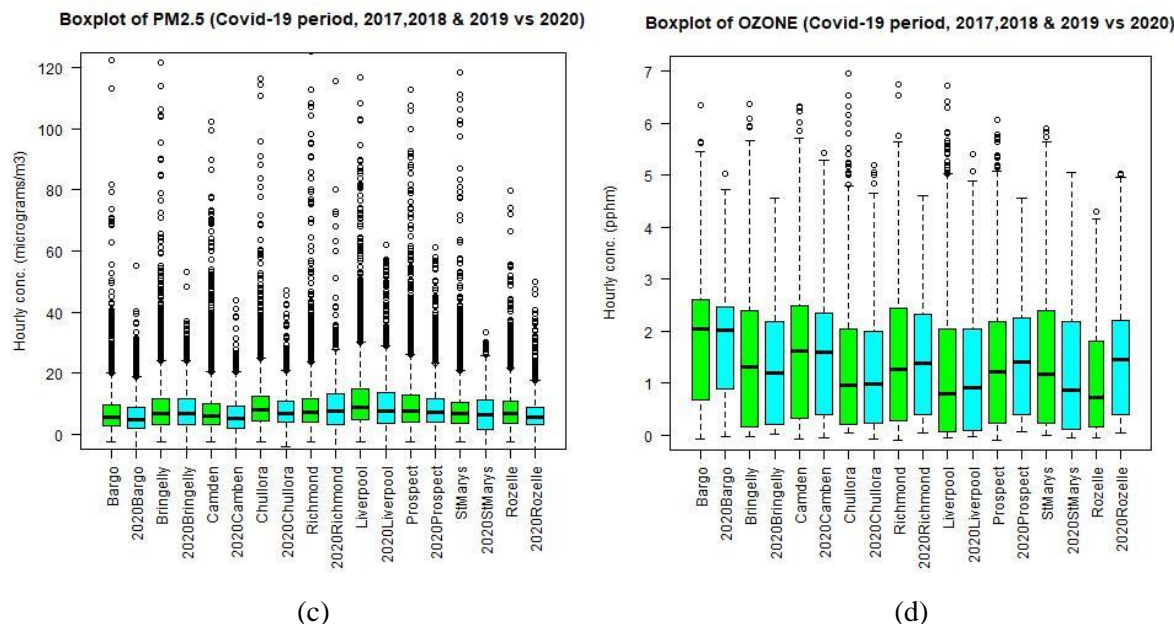 Boxplot of PM2.5 (Covid-19 period, 2017,2018 & 2019 vs 2020)
Hourly conc. (micrograms/m3)
120
100
80
60
40
20
0
Bargo
2020Bargo
Bringelly
2020Bringelly
Camden
2020Camben
Chullora
2020Chullora
Richmond
2020Richmond
Liverpool
2020Liverpool
Prospect
2020Prospect
StMarys
2020StMarys
Rozelle
2020Rozelle
(c)
Boxplot of OZONE (Covid-19 period, 2017,2018 & 2019 vs 2020)
Hourly conc. (pphm)
7
6
5
4
3
2
1
0
Bargo
2020Bargo
Bringelly
2020Bringelly
Camden
2020Camben
Chullora
2020Chullora
Richmond
2020Richmond
Liverpool
2020Liverpool
Prospect
2020Prospect
StMarys
2020StMarys
Rozelle
2020Rozelle
(d)